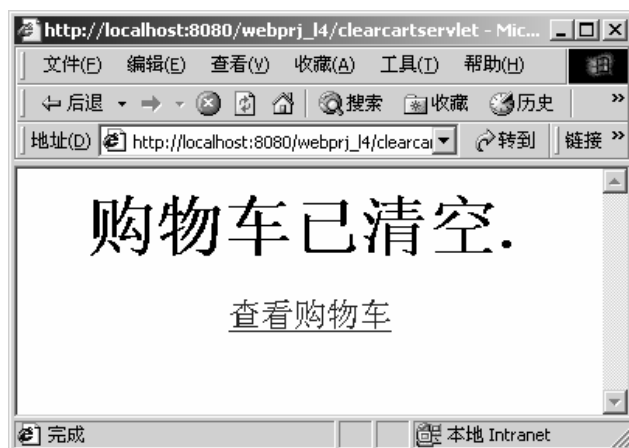 http://localhost:8080/webprj_l4/clearcartservlet - Mic...
文件(F) 编辑(E) 查看(V) 收藏(A) 工具(T) 帮助(H)
后退 搜索 收藏 历史 »
地址(D) http://localhost:8080/webprj_l4/clearcar 转到 链接 »
购物车已清空.
查看购物车
完成 本地 Intranet